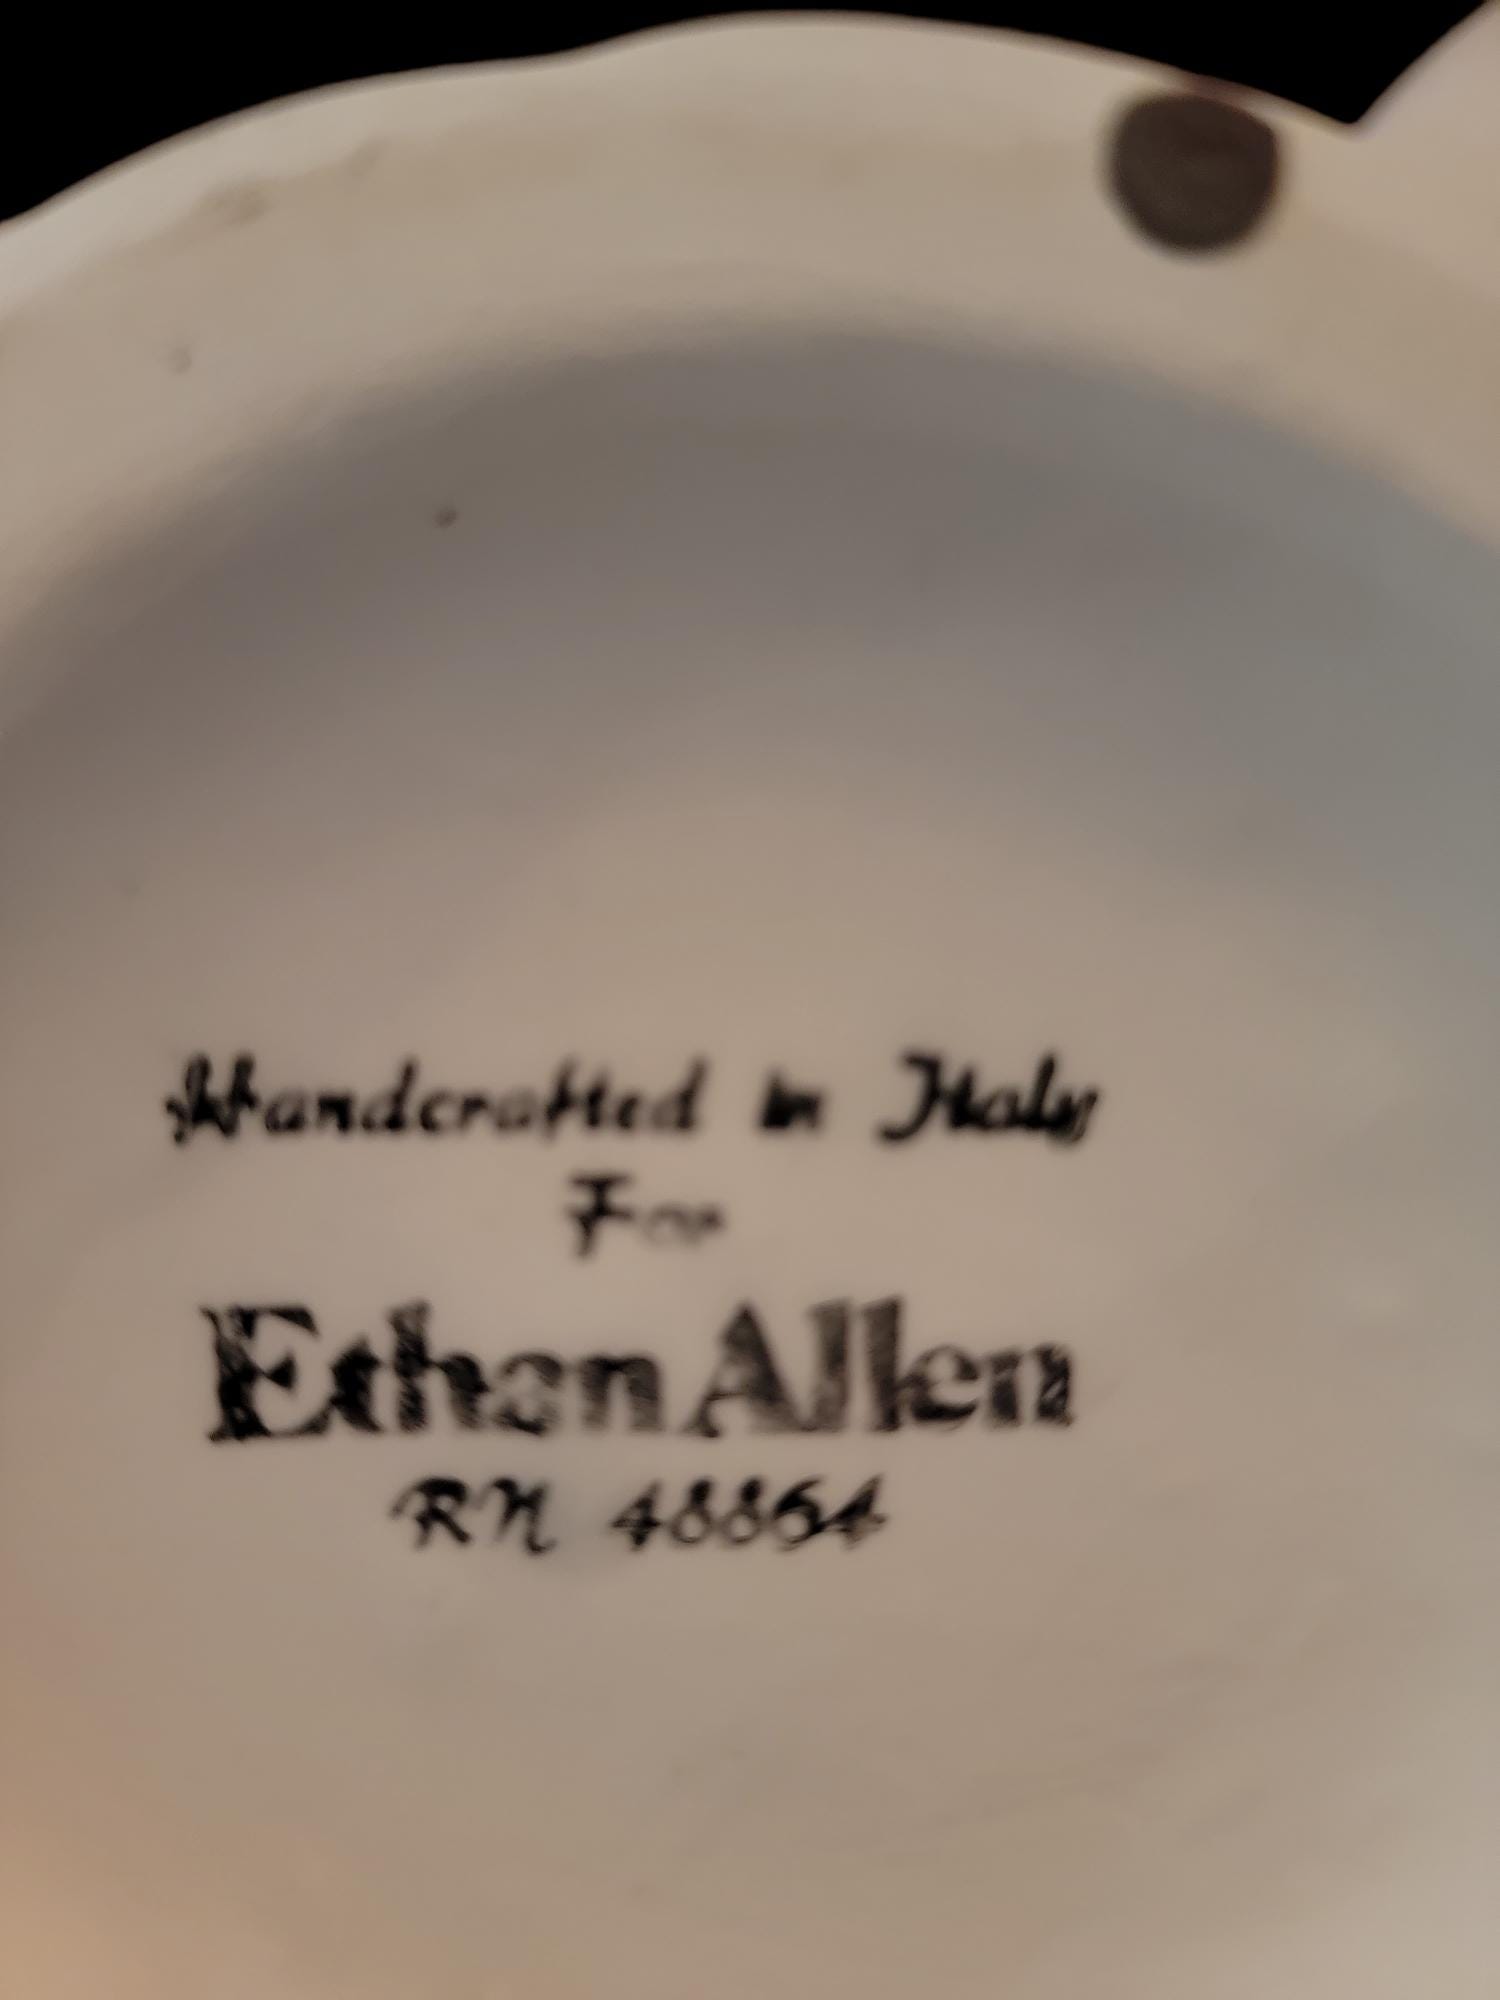 Handcrafted in Italy
For
Ethan Allen
RN 48864